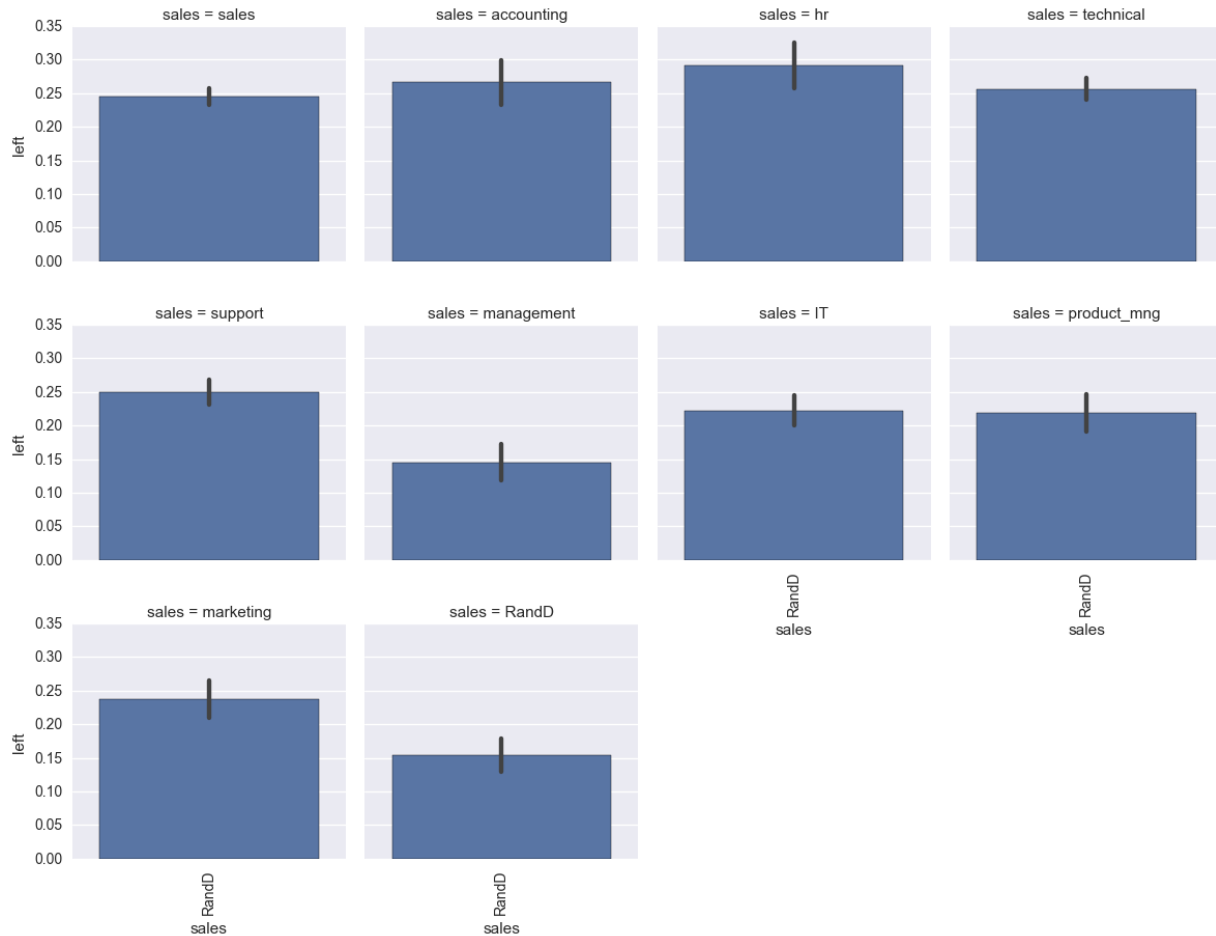 sales = sales
sales = accounting
sales = hr
sales = technical
0.35
0.30
0.25
0.20
0.15
0.10
0.05
0.00
left
sales = support
sales = management
sales = IT
sales = product_mng
0.35
0.30
0.25
0.20
0.15
0.10
0.05
0.00
left
RandD
sales
RandD
sales
sales = marketing
sales = RandD
0.35
0.30
0.25
0.20
0.15
0.10
0.05
0.00
left
RandD
sales
RandD
sales